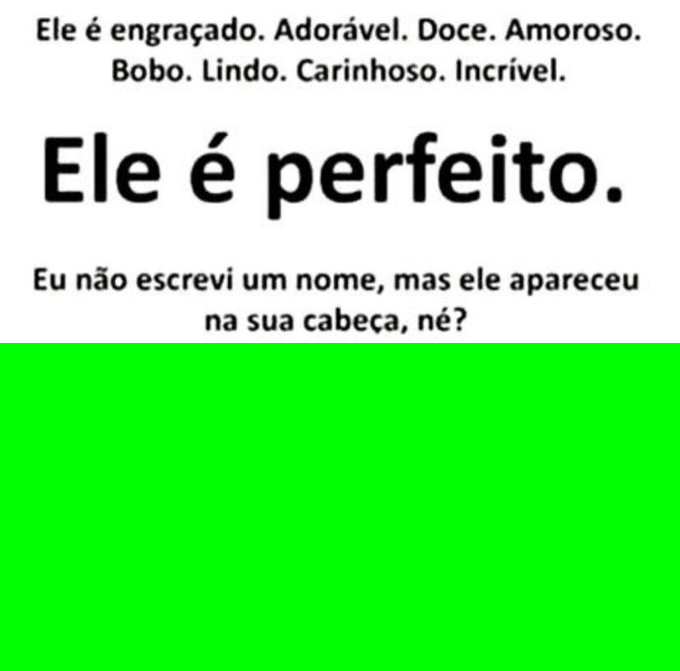 Ele é engraçado. Adorável. Doce. Amoroso.
Bobo. Lindo. Carinhoso. Incrível.
Ele é perfeito.
Eu não escrevi um nome, mas ele apareceu
na sua cabeça, né?